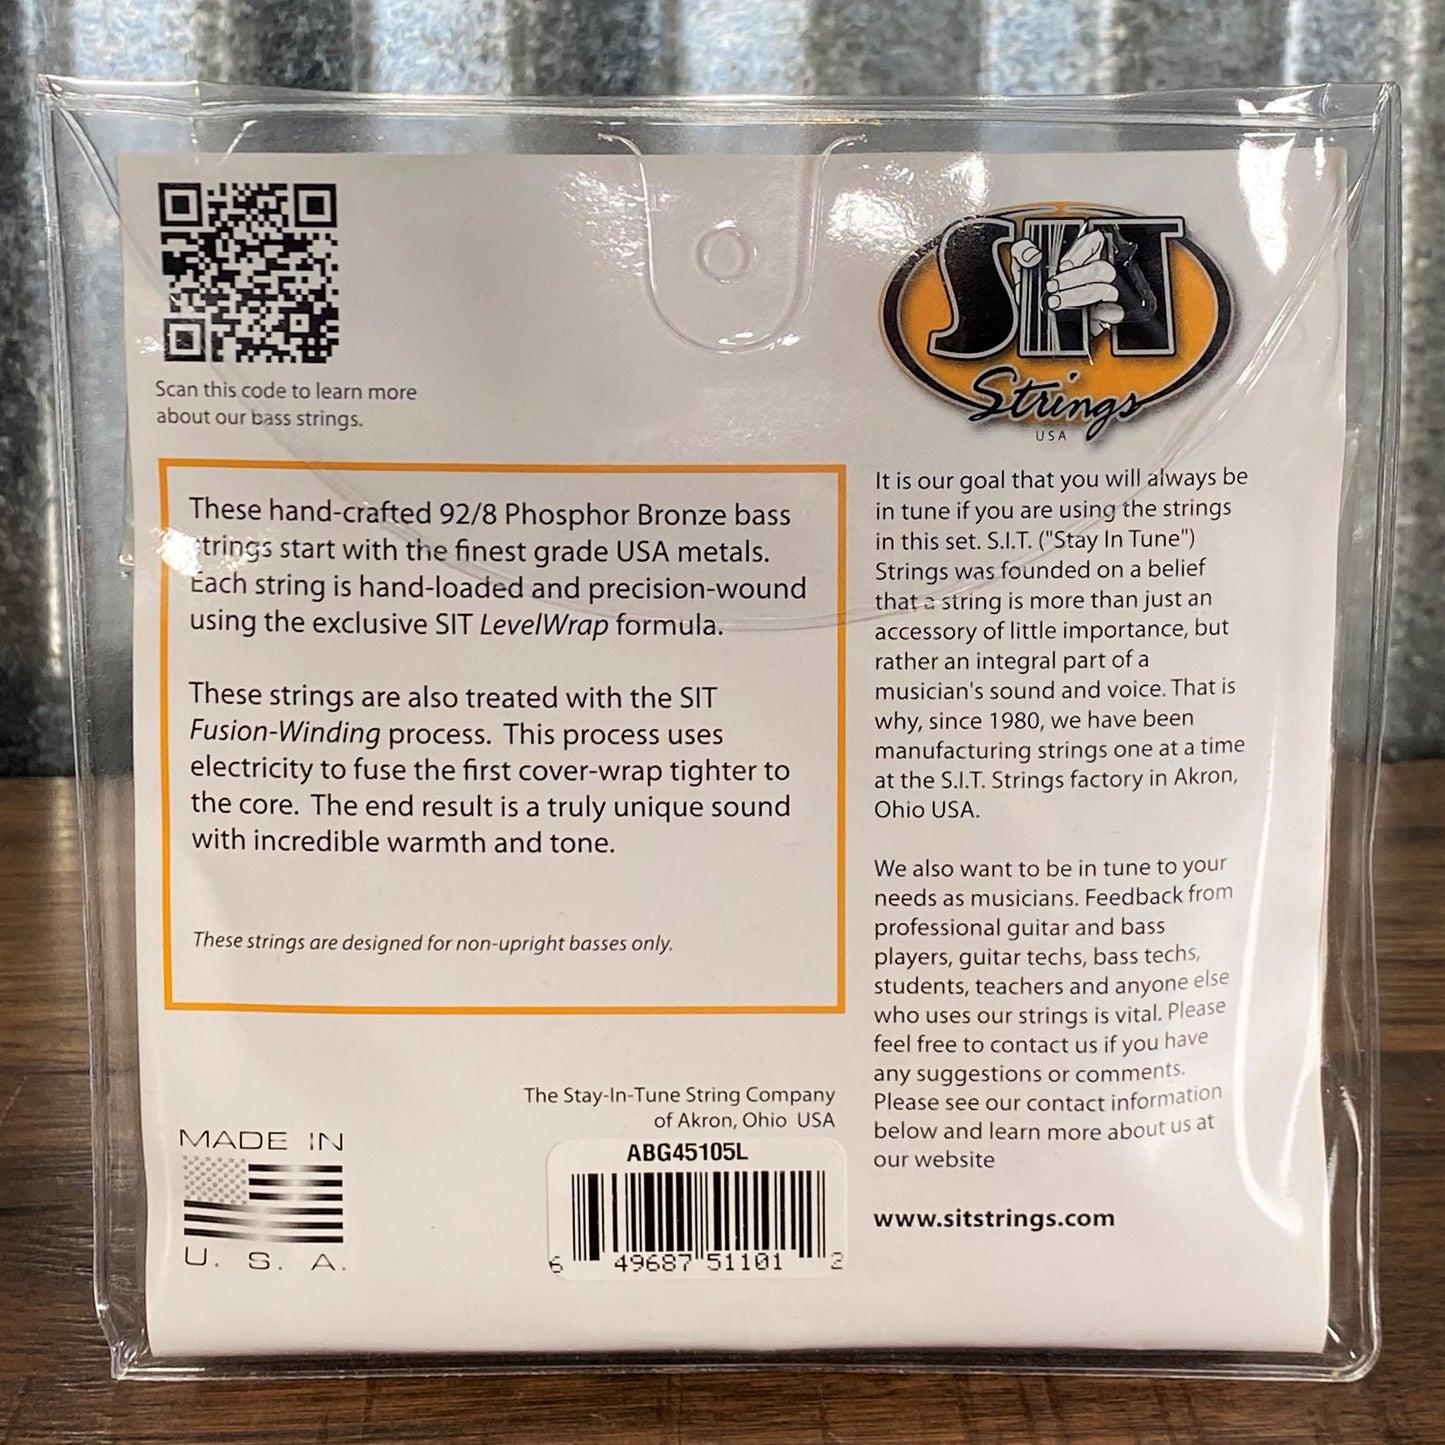 Scan this code to learn more
about our bass strings.
SIT
Strings
USA
These hand-crafted 92/8 Phosphor Bronze bass
strings start with the finest grade USA metals.
Each string is hand-loaded and precision-wound
using the exclusive SIT LevelWrap formula.
These strings are also treated with the SIT
Fusion-Winding process. This process uses
electricity to fuse the first cover-wrap tighter to
the core. The end result is a truly unique sound
with incredible warmth and tone.
These strings are designed for non-upright basses only.
It is our goal that you will always be
in tune if you are using the strings
in this set. S.I.T. ("Stay In Tune")
Strings was founded on a belief
that a string is more than just an
accessory of little importance, but
rather an integral part of a
musician's sound and voice. That is
why, since 1980, we have been
manufacturing strings one at a time
at the S.I.T. Strings factory in Akron,
Ohio USA.
We also want to be in tune to your
needs as musicians. Feedback from
professional guitar and bass
players, guitar techs, bass techs,
students, teachers and anyone else
who uses our strings is vital. Please
feel free to contact us if you have
any suggestions or comments.
Please see our contact information
below and learn more about us at
our website
www.sitstrings.com
The Stay-In-Tune String Company
of Akron, Ohio USA
MADE IN
U. S. A.
ABG45105L
6 49687 51101 2